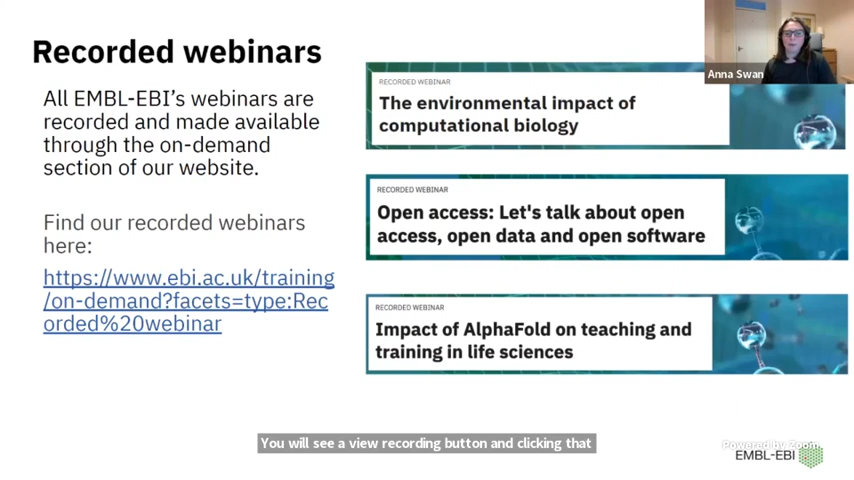 Recorded webinars
All EMBL-EBI's webinars are
recorded and made available
through the on-demand
section of our website.
Find our recorded webinars
here:
https://www.ebi.ac.uk/training
/on-demand?facets=type:Rec
orded%20webinar
Anna Swan
RECORDED WEBINAR
The environmental impact of
computational biology
RECORDED WEBINAR
Open access: Let's talk about open
access, open data and open software
RECORDED WEBINAR
Impact of AlphaFold on teaching and
training in life sciences
You will see a view recording button and clicking that
Powered by Zoom
EMBL-EBI